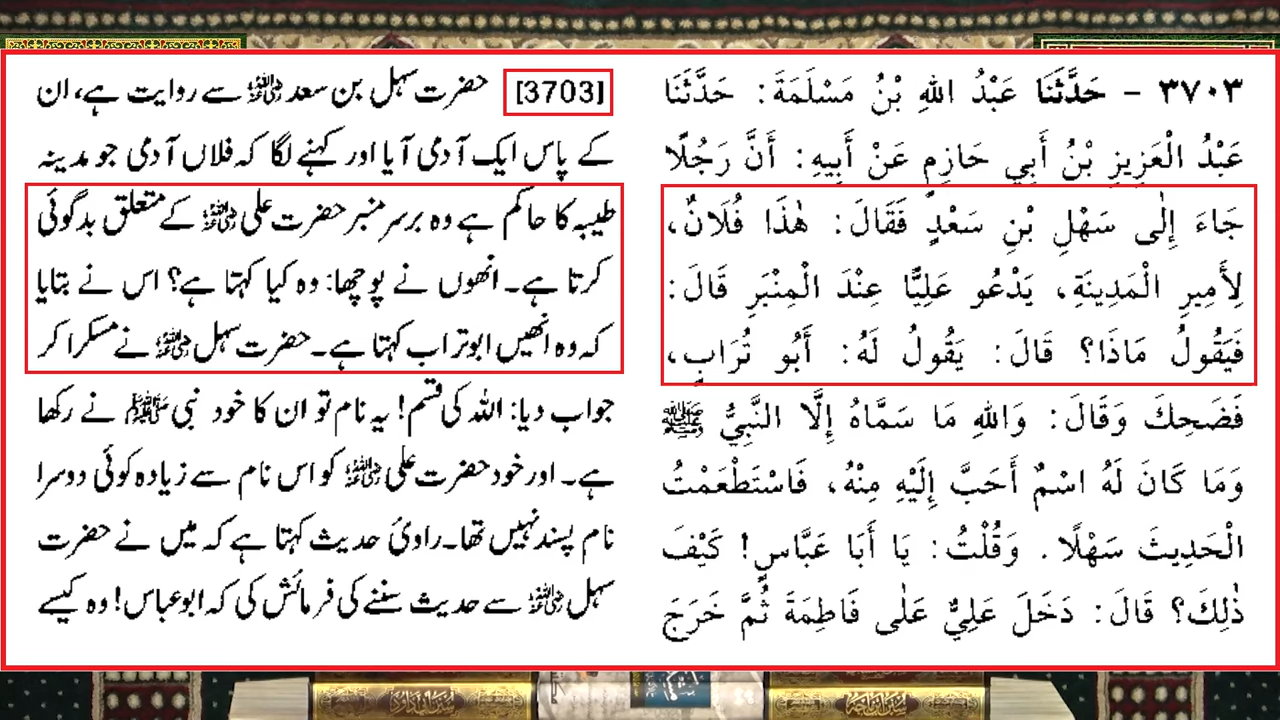 ٣٧٠٣ - حَدَّثَنَا عَبْدُ اللهِ بْنُ مَسْلَمَةَ: حَدَّثَنَا
عَبْدُ الْعَزِيزِ بْنُ أَبِي حَازِمٍ عَنْ أَبِيهِ: أَنَّ رَجُلًا
جَاءَ إِلٰى سَهْلِ بْنِ سَعْدٍ فَقَالَ: هٰذَا فُلَانٌ،
لِأَمِيرِ الْمَدِينَةِ، يَدْعُو عَلِيًّا عِنْدَ الْمِنْبَرِ قَالَ:
فَيَقُولُ مَاذَا؟ قَالَ: يَقُولُ لَهُ: أَبُو تُرَابٍ،
فَضَحِكَ وَقَالَ: وَاللهِ مَا سَمَّاهُ إِلَّا النَّبِيُّ ﷺ
وَمَا كَانَ لَهُ اسْمٌ أَحَبَّ إِلَيْهِ مِنْهُ، فَاسْتَطْعَمْتُ
الْحَدِيثَ سَهْلًا. وَقُلْتُ: يَا أَبَا عَبَّاسٍ! كَيْفَ
ذٰلِكَ؟ قَالَ: دَخَلَ عَلِيٌّ عَلٰى فَاطِمَةَ ثُمَّ خَرَجَ
[3703] حضرت سہل بن سعد رضی اللہ عنہ سے روایت ہے، ان
کے پاس ایک آدمی آیا اور کہنے لگا کہ فلاں آدمی جو مدینہ
طیبہ کا حاکم ہے وہ برسر منبر حضرت علی رضی اللہ عنہ کے متعلق بدگوئی
کرتا ہے۔ انھوں نے پوچھا: وہ کیا کہتا ہے؟ اس نے بتایا
کہ وہ انھیں ابوتراب کہتا ہے۔ حضرت سہل رضی اللہ عنہ نے مسکرا کر
جواب دیا: اللہ کی قسم! یہ نام تو ان کا خود نبی ﷺ نے رکھا
ہے۔ اور خود حضرت علی رضی اللہ عنہ کو اس نام سے زیادہ کوئی دوسرا
نام پسند نہیں تھا۔ راویٔ حدیث کہتا ہے کہ میں نے حضرت
سہل رضی اللہ عنہ سے حدیث سننے کی فرمائش کی کہ ابوعباس! وہ کیسے